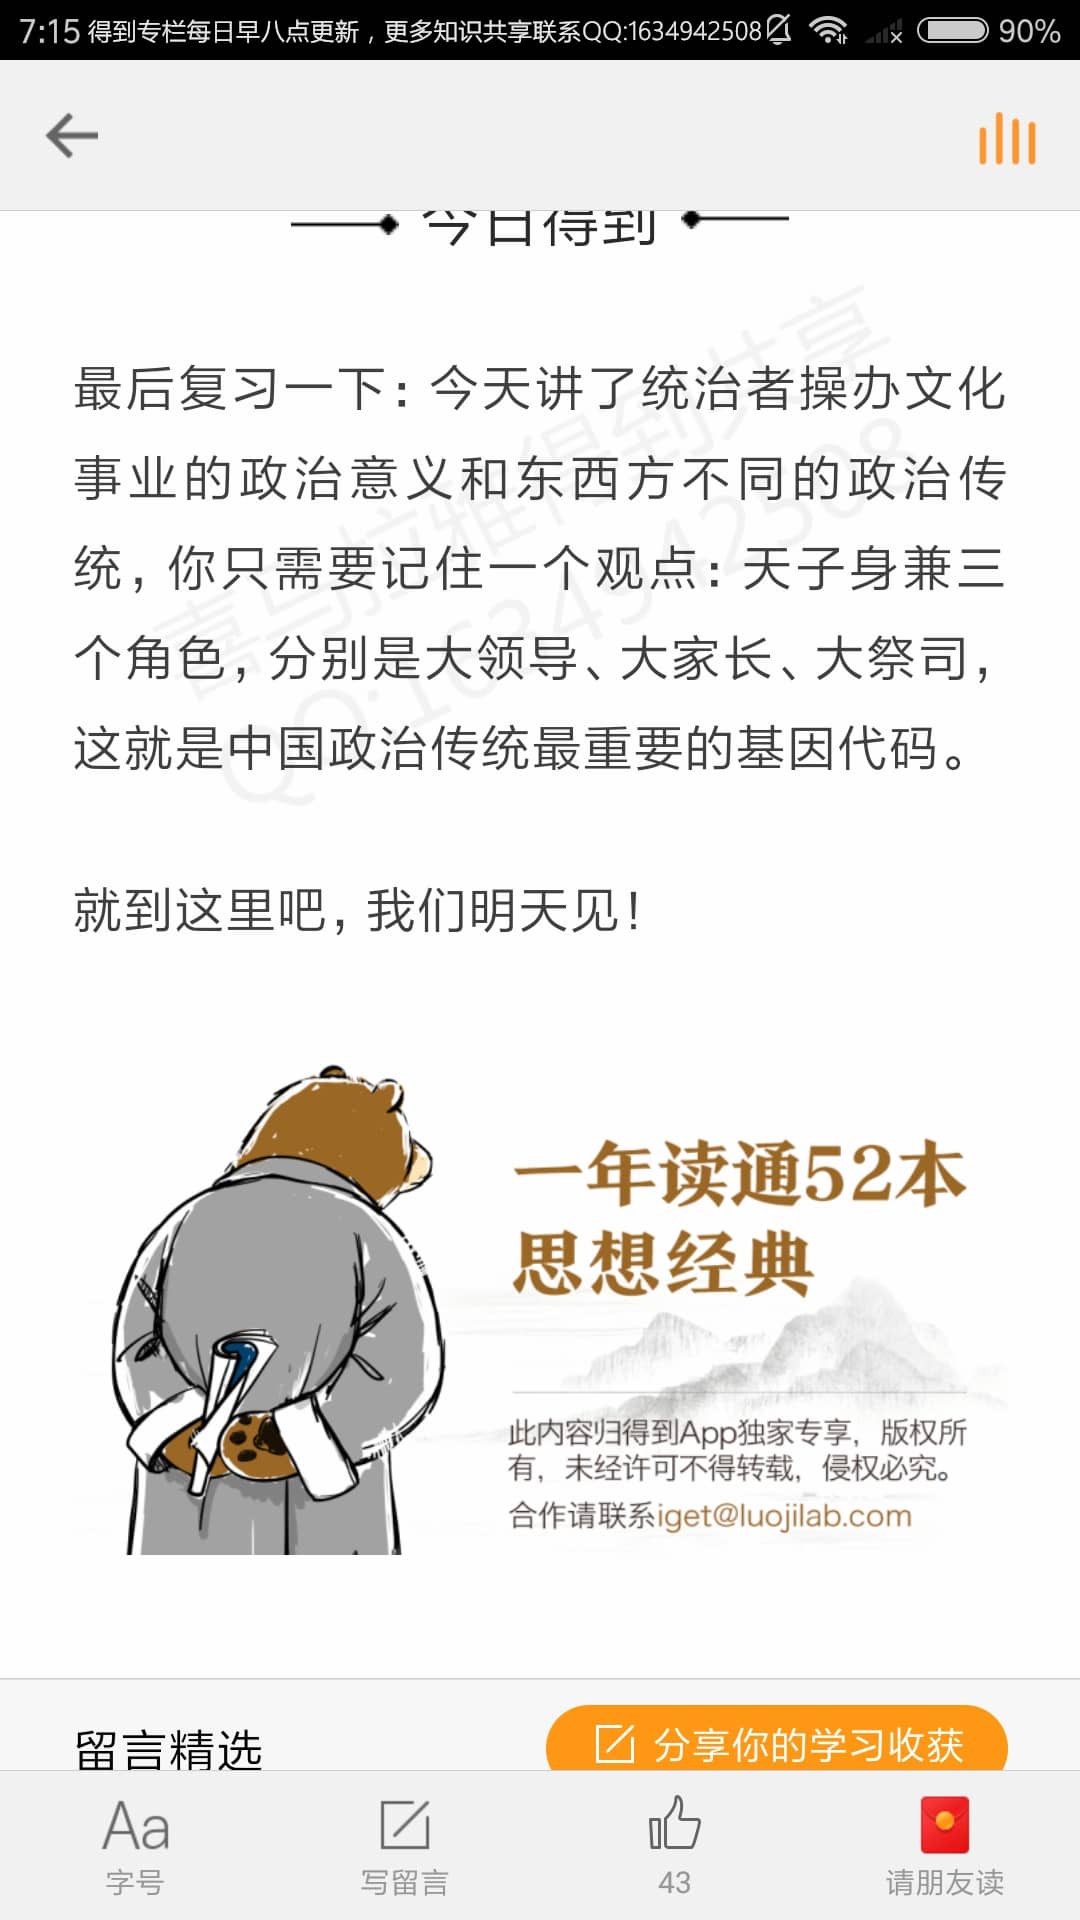 7:15 得到专栏每日早八点更新，更多知识共享联系QQ:1634942508 90%
今日得到
最后复习一下：今天讲了统治者操办文化
事业的政治意义和东西方不同的政治传
统，你只需要记住一个观点：天子身兼三
个角色，分别是大领导、大家长、大祭司，
这就是中国政治传统最重要的基因代码。
就到这里吧，我们明天见！
喜马拉雅得到共享
QQ:1634942508
一年读通52本
思想经典
此内容归得到App独家专享，版权所
有，未经许可不得转载，侵权必究。
合作请联系iget@luojilab.com
留言精选
分享你的学习收获
Aa
字号
写留言
43
请朋友读